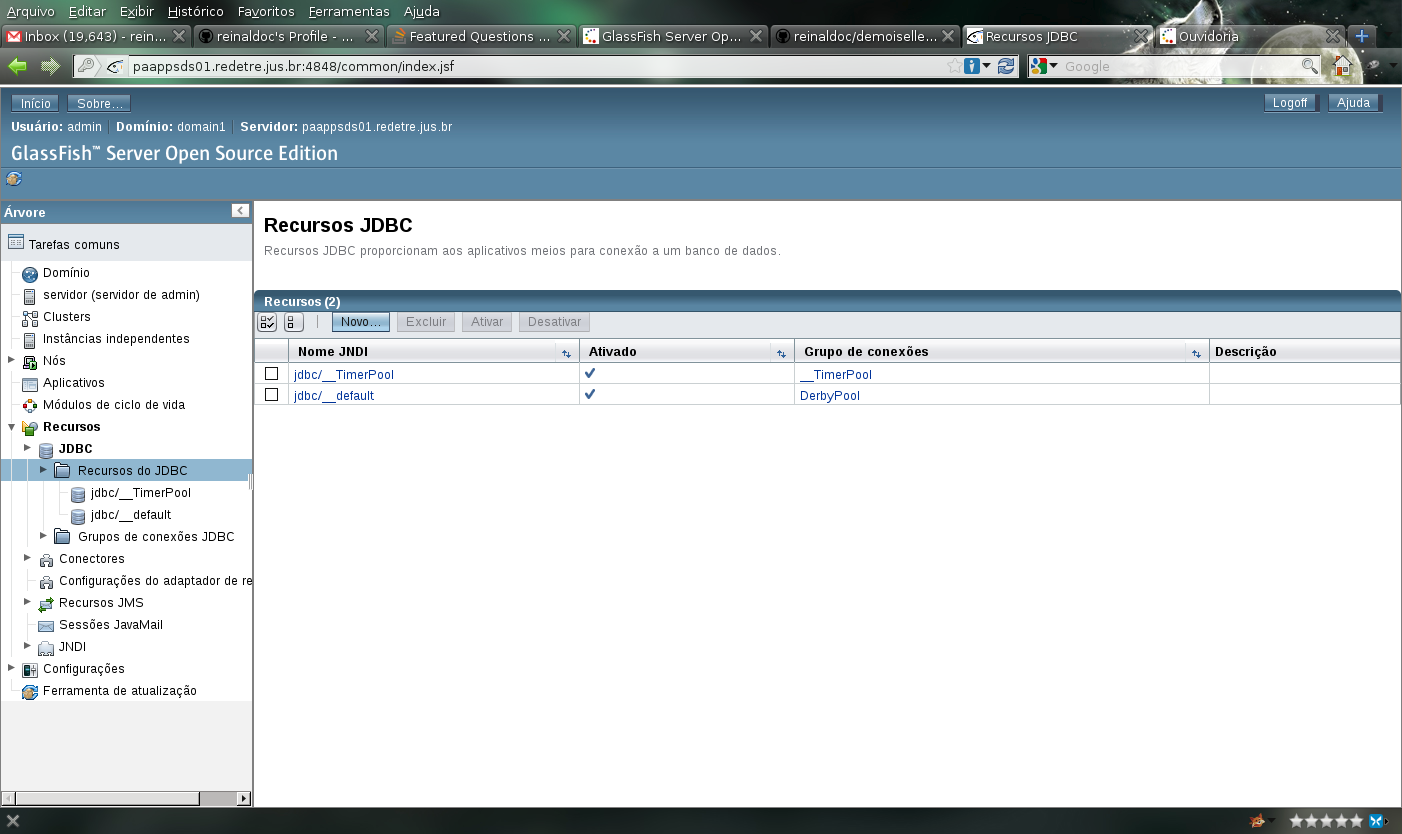 Arquivo Editar Exibir Histórico Favoritos Ferramentas Ajuda
Inbox (19,643) - rein... reinaldoc's Profile - ... Featured Questions ... GlassFish Server Op... reinaldoc/demoiselle... Recursos JDBC Ouvidoria
paappsds01.redetre.jus.br:4848/common/index.jsf Google
Início Sobre... Logoff Ajuda
Usuário: admin Domínio: domain1 Servidor: paappsds01.redetre.jus.br
GlassFish™ Server Open Source Edition
Árvore
Tarefas comuns
Domínio
servidor (servidor de admin)
Clusters
Instâncias independentes
Nós
Aplicativos
Módulos de ciclo de vida
Recursos
JDBC
Recursos do JDBC
jdbc/__TimerPool
jdbc/__default
Grupos de conexões JDBC
Conectores
Configurações do adaptador de re
Recursos JMS
Sessões JavaMail
JNDI
Configurações
Ferramenta de atualização
Recursos JDBC
Recursos JDBC proporcionam aos aplicativos meios para conexão a um banco de dados.
Recursos (2)
Novo... Excluir Ativar Desativar
Nome JNDI Ativado Grupo de conexões Descrição
jdbc/__TimerPool __TimerPool
jdbc/__default DerbyPool